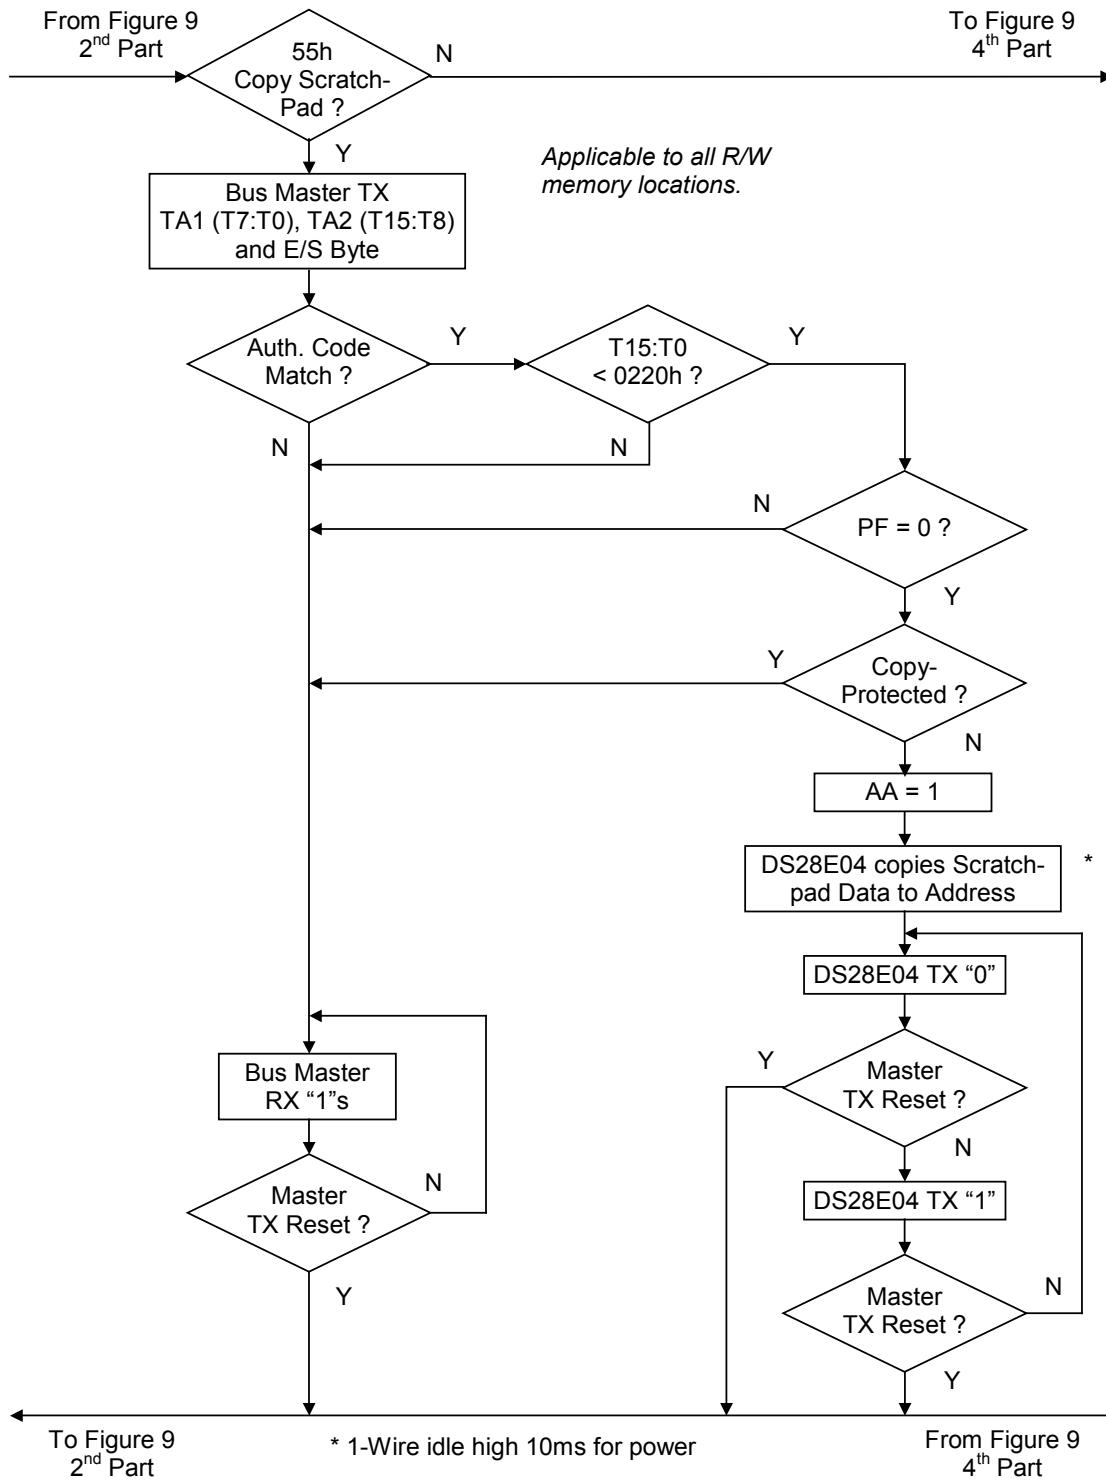 From Figure 9
2nd Part
To Figure 9
4th Part
55h
Copy Scratch-
Pad ?
N
Y
Applicable to all R/W
memory locations.
Bus Master TX
TA1 (T7:T0), TA2 (T15:T8)
and E/S Byte
Auth. Code
Match ?
Y
N
T15:T0
< 0220h ?
Y
N
PF = 0 ?
N
Y
Copy-
Protected ?
Y
N
AA = 1
DS28E04 copies Scratch-
pad Data to Address
*
DS28E04 TX “0”
Master
TX Reset ?
Y
N
DS28E04 TX “1”
Master
TX Reset ?
N
Y
Bus Master
RX “1”s
Master
TX Reset ?
N
Y
To Figure 9
2nd Part
* 1-Wire idle high 10ms for power
From Figure 9
4th Part